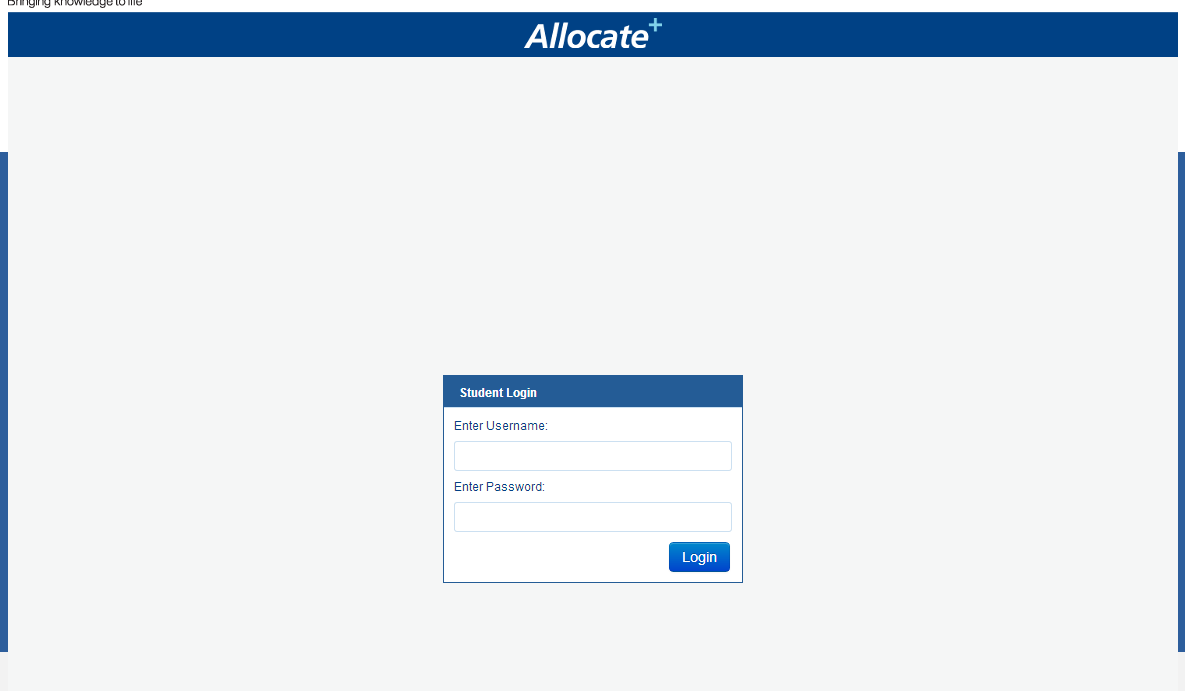 Bringing knowledge to life
Allocate+
Student Login
Enter Username:
Enter Password:
Login